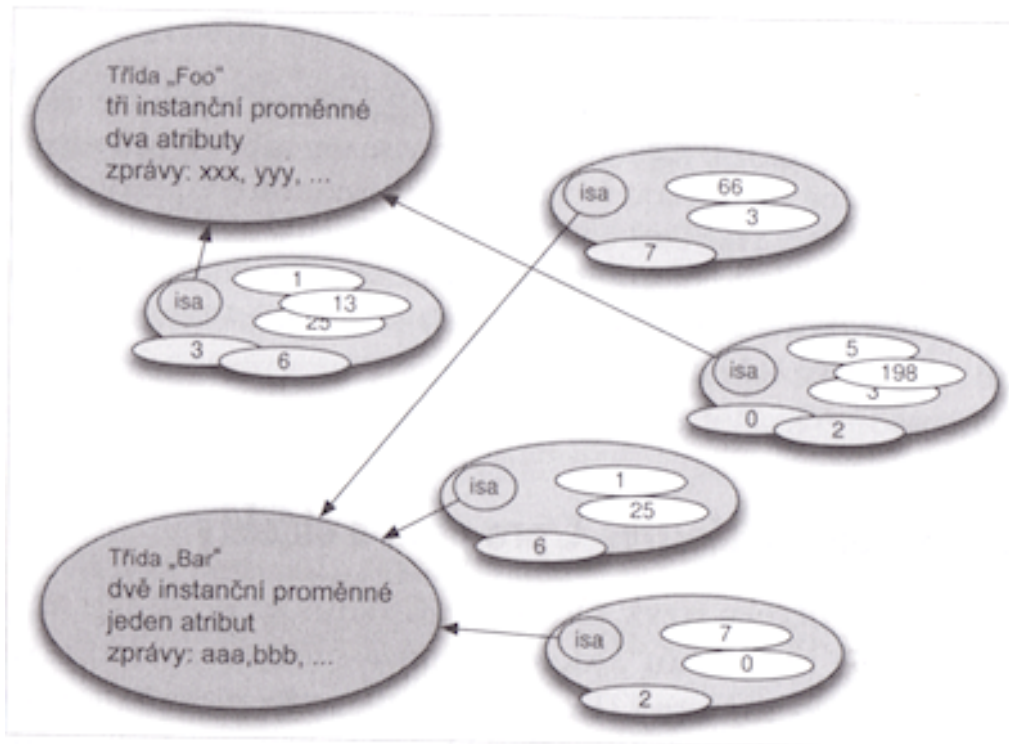 Třída „Foo"
tři instanční proměnné
dva atributy
zprávy: xxx, yyy, ...
isa
66
3
7
isa
1
13
25
3
6
isa
5
198
3
0
2
isa
1
25
6
Třída „Bar"
dvě instanční proměnné
jeden atribut
zprávy: aaa,bbb, ...
isa
7
0
2